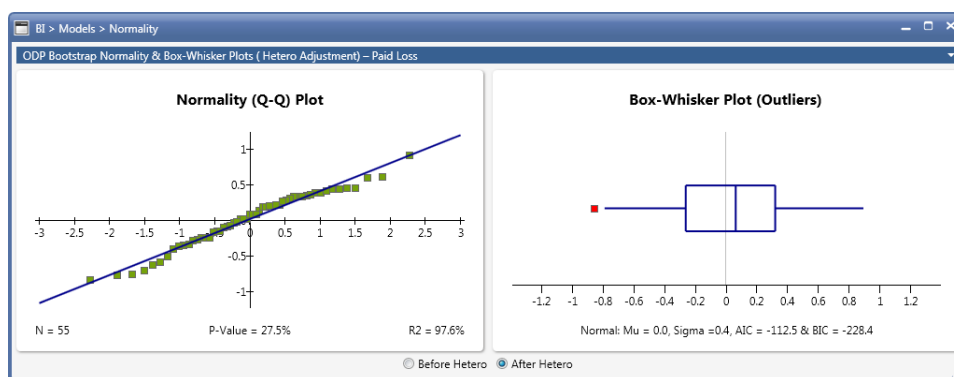 BI > Models > Normality
ODP Bootstrap Normality & Box-Whisker Plots ( Hetero Adjustment) – Paid Loss
Normality (Q-Q) Plot
1
0.5
-3 -2.5 -2 -1.5 -1 -0.5 0 0.5 1 1.5 2 2.5 3
-0.5
-1
N = 55 P-Value = 27.5% R2 = 97.6%
Box-Whisker Plot (Outliers)
-1.2 -1 -0.8 -0.6 -0.4 -0.2 0 0.2 0.4 0.6 0.8 1 1.2
Normal: Mu = 0.0, Sigma =0.4, AIC = -112.5 & BIC = -228.4
Before Hetero After Hetero